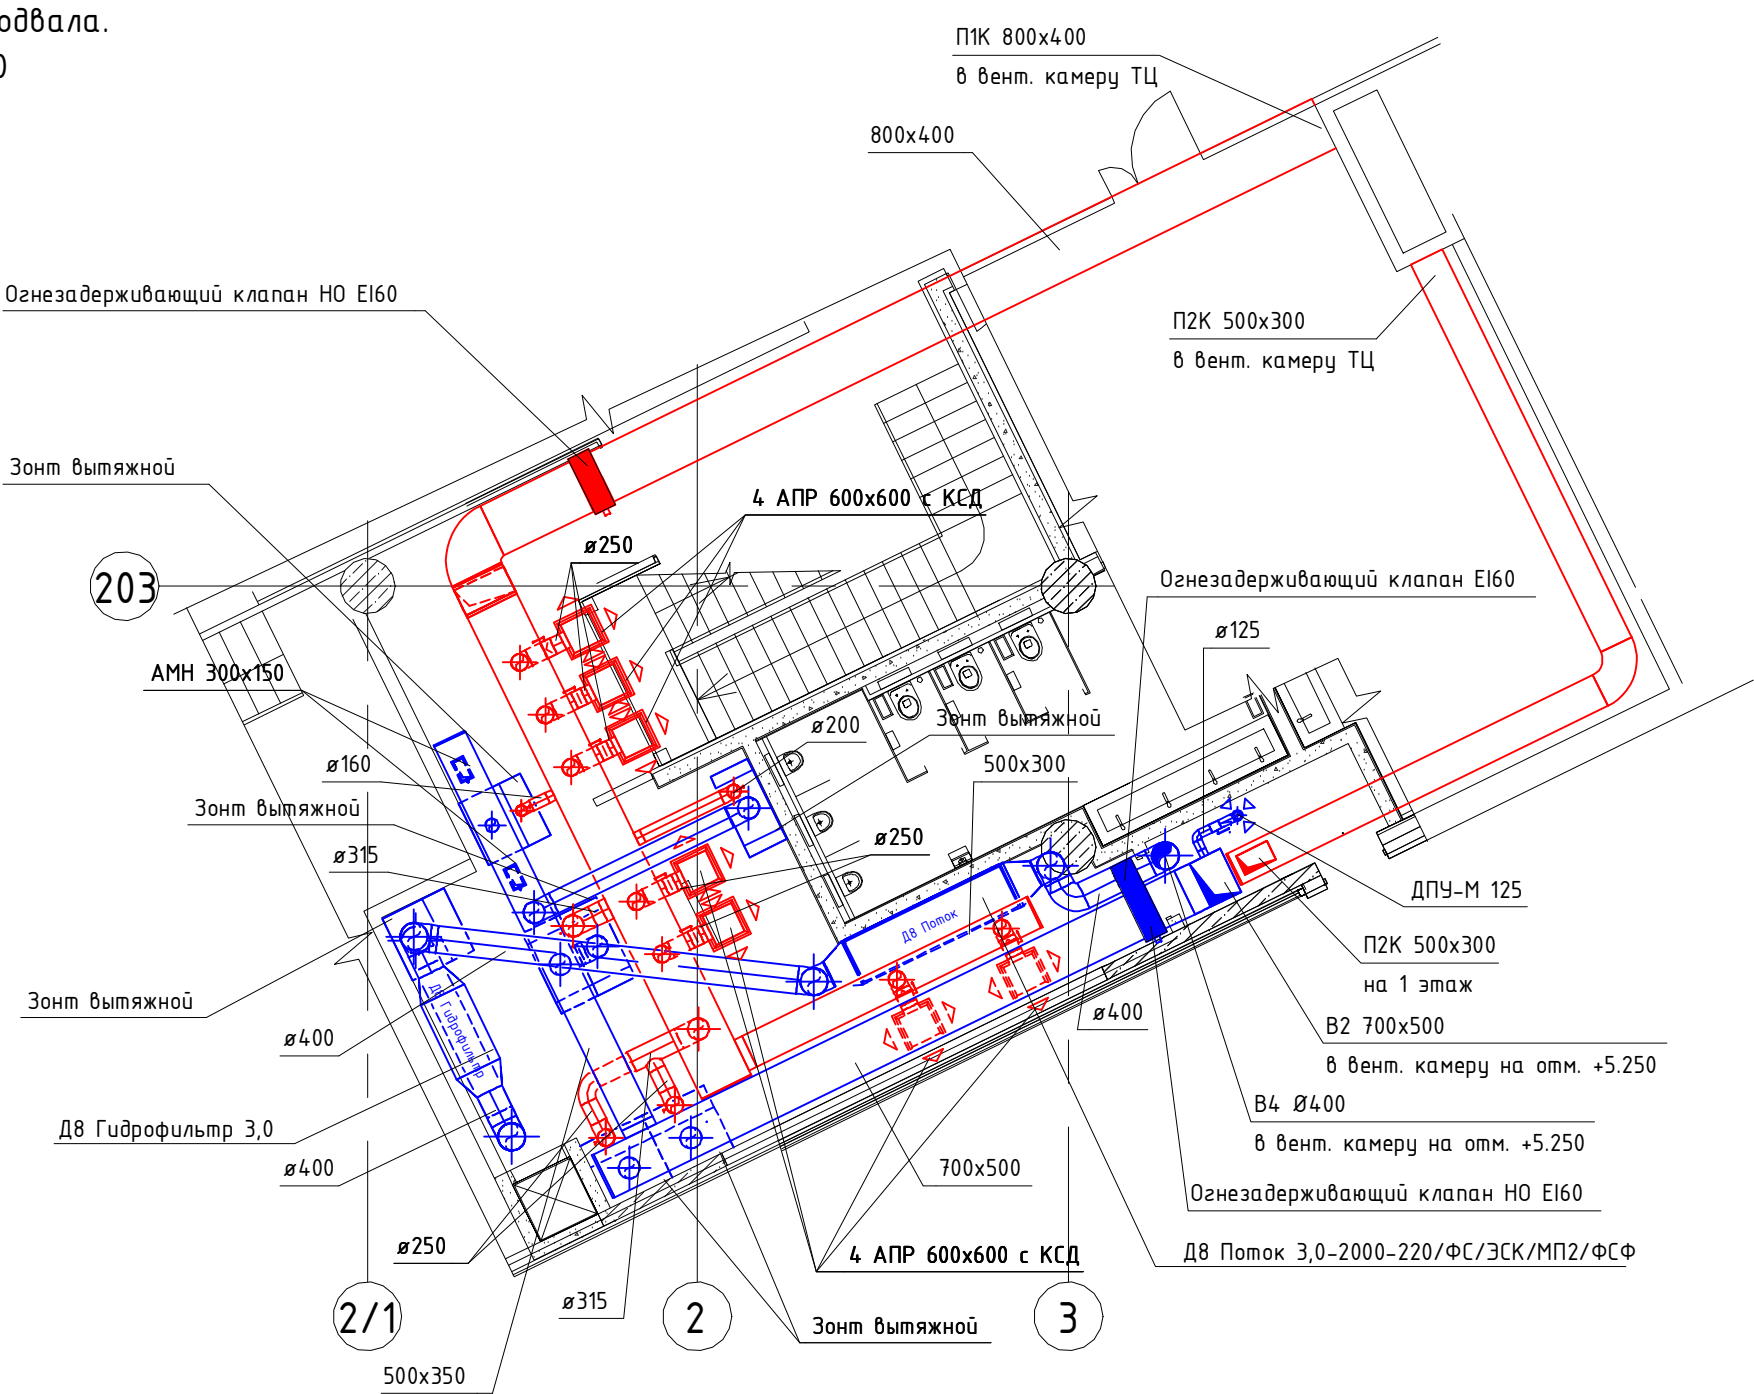 одвала.
0
П1К 800х400
в вент. камеру ТЦ
800х400
Огнезадерживающий клапан НО EI60
П2К 500х300
в вент. камеру ТЦ
Зонт вытяжной
4 АПР 600х600 с КСД
ø250
203
Огнезадерживающий клапан EI60
ø125
АМН 300х150
Зонт вытяжной
ø200
ø160
500х300
Зонт вытяжной
ø250
ø315
ДПУ-М 125
Д8 Поток
П2К 500х300
на 1 этаж
Зонт вытяжной
Д8 Гидрофильтр
ø400
ø400
В2 700х500
в вент. камеру на отм. +5.250
В4 Ø400
в вент. камеру на отм. +5.250
Д8 Гидрофильтр 3,0
ø400
700х500
Огнезадерживающий клапан НО EI60
ø250
4 АПР 600х600 с КСД
Д8 Поток 3,0-2000-220/ФС/ЭСК/МП2/ФСФ
ø315
2/1
2
3
Зонт вытяжной
500х350